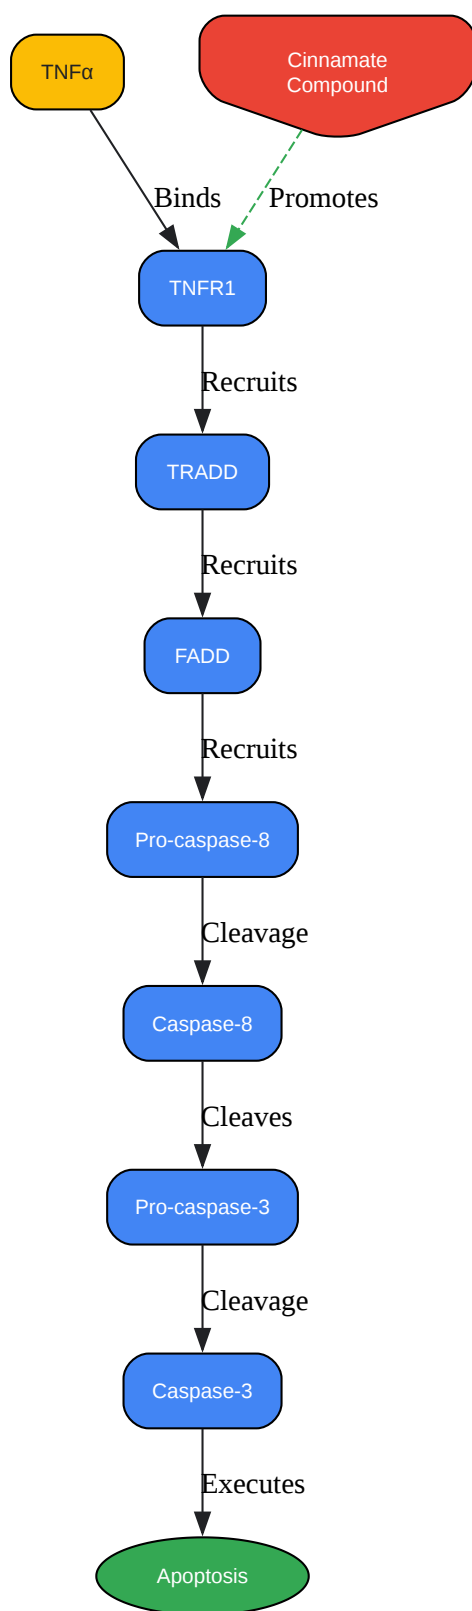 TNFα
Cinnamate
Compound
Binds
Promotes
TNFR1
Recruits
TRADD
Recruits
FADD
Recruits
Pro-caspase-8
Cleavage
Caspase-8
Cleaves
Pro-caspase-3
Cleavage
Caspase-3
Executes
Apoptosis